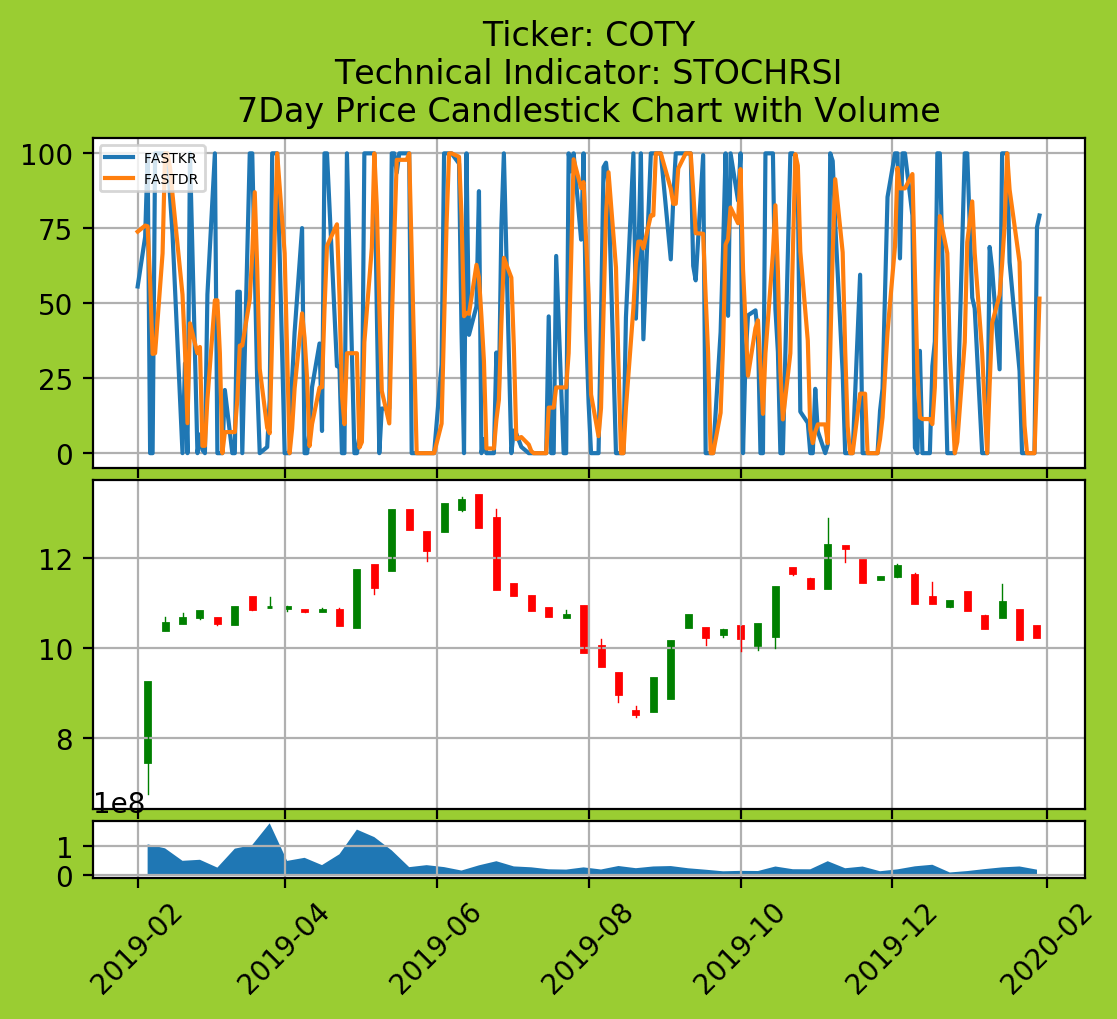 Ticker: COTY
Technical Indicator: STOCHRSI
7Day Price Candlestick Chart with Volume
100
75
50
25
0
FASTKR
FASTDR
12
10
8
1e8
1
0
2019-02
2019-04
2019-06
2019-08
2019-10
2019-12
2020-02